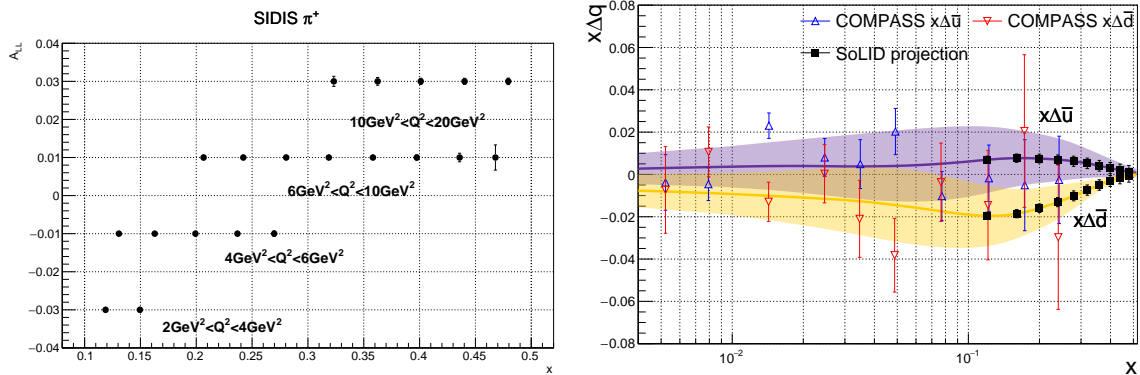 SIDIS π⁺
A_LL
0.04
0.03
0.02
0.01
0
−0.01
−0.02
−0.03
−0.04
10GeV²<Q²<20GeV²
6GeV²<Q²<10GeV²
4GeV²<Q²<6GeV²
2GeV²<Q²<4GeV²
0.1 0.15 0.2 0.25 0.3 0.35 0.4 0.45 0.5
x
xΔq
0.08
0.06
0.04
0.02
0
−0.02
−0.04
−0.06
−0.08
COMPASS xΔu̅ COMPASS xΔd̅
SoLID projection
xΔu̅
xΔd̅
10⁻² 10⁻¹
x